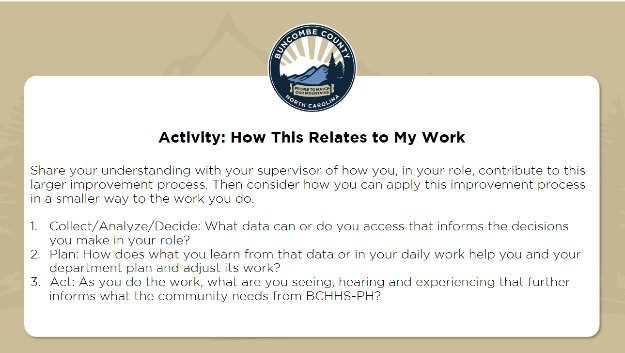 BUNCOMBE COUNTY
PEOPLE TO MATCH
OUR MOUNTAINS
NORTH CAROLINA
Activity: How This Relates to My Work
Share your understanding with your supervisor of how you, in your role, contribute to this
larger improvement process. Then consider how you can apply this improvement process
in a smaller way to the work you do.
1. Collect/Analyze/Decide: What data can or do you access that informs the decisions
you make in your role?
2. Plan: How does what you learn from that data or in your daily work help you and your
department plan and adjust its work?
3. Act: As you do the work, what are you seeing, hearing and experiencing that further
informs what the community needs from BCHHS-PH?